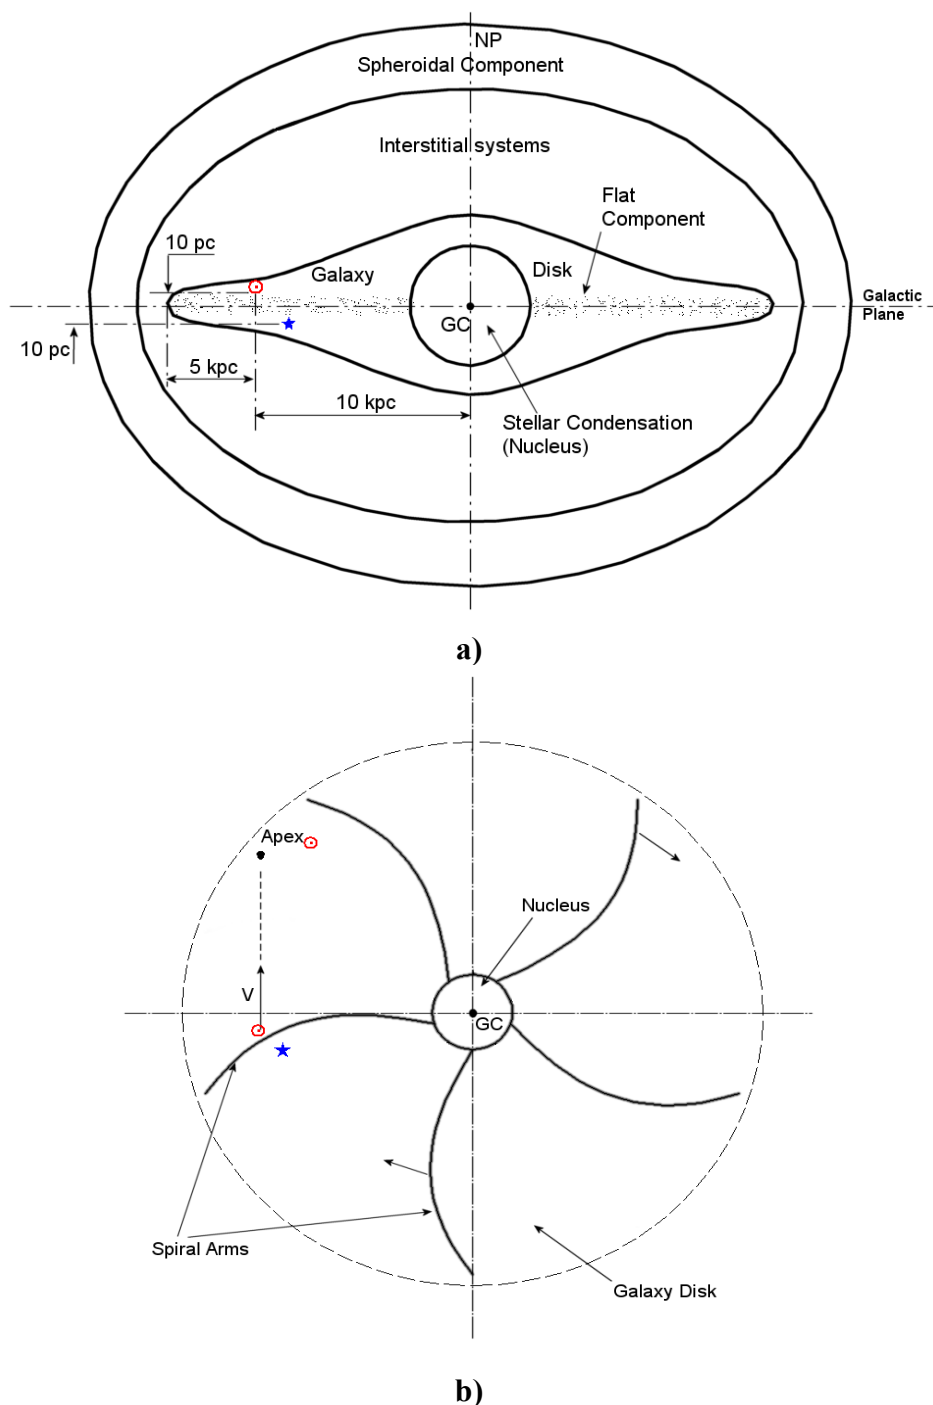 NP
Spheroidal Component
Interstitial systems
Flat
Component
10 pc
Galaxy
Disk
GC
Galactic
Plane
10 pc
5 kpc
10 kpc
Stellar Condensation
(Nucleus)
a)
Apex
Nucleus
V
GC
Spiral Arms
Galaxy Disk
b)